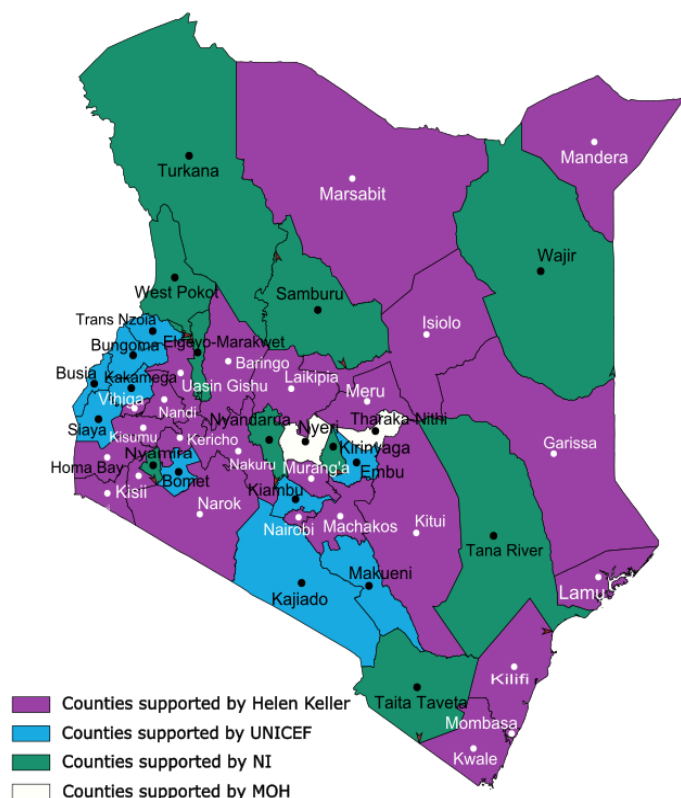 Turkana
Marsabit
Mandera
Wajir
West Pokot
Samburu
Isiolo
Trans Nzoia
Bungoma
Elgeyo-Marakwet
Baringo
Busia
Kakamega
Uasin Gishu
Laikipia
Meru
Vihiga
Nandi
Siaya
Nyandarua
Nyeri
Tharaka-Nithi
Kisumu
Kericho
Kirinyaga
Garissa
Homa Bay
Nyamira
Nakuru
Murang'a
Embu
Kisii
Bomet
Kiambu
Narok
Nairobi
Machakos
Kitui
Tana River
Kajiado
Makueni
Lamu
Taita Taveta
Kilifi
Mombasa
Kwale
Counties supported by Helen Keller
Counties supported by UNICEF
Counties supported by NI
Counties supported by MOH